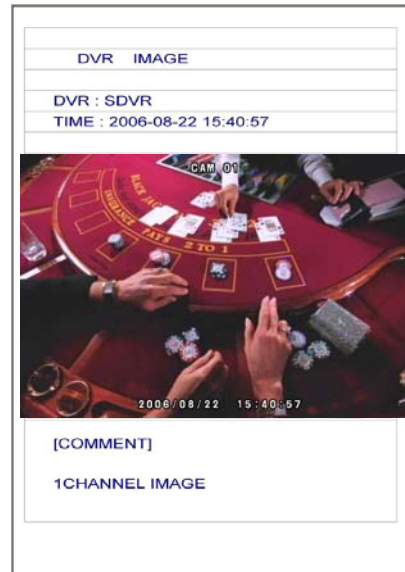 DVR IMAGE
DVR : SDVR
TIME : 2006-08-22 15:40:57
CAM 01
BLACK JACK
INSURANCE PAYS 2 TO 1
2006/08/22 15:40:57
[COMMENT]
1CHANNEL IMAGE